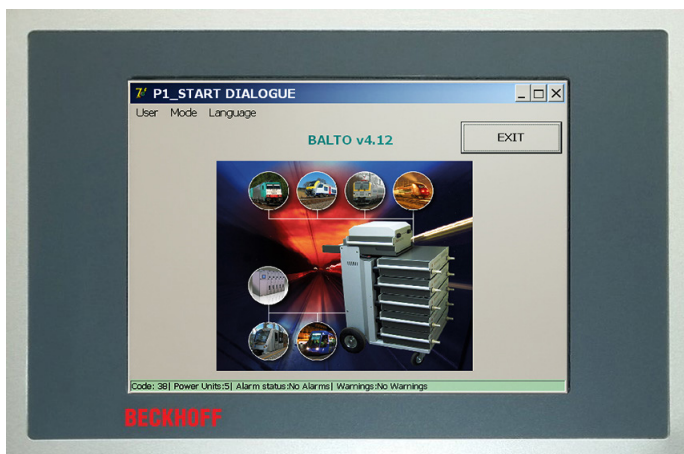 P1_START DIALOGUE
User Mode Language
BALTO v4.12
EXIT
Code: 38| Power Units:5| Alarm status:No Alarms| Warnings:No Warnings
BECKHOFF